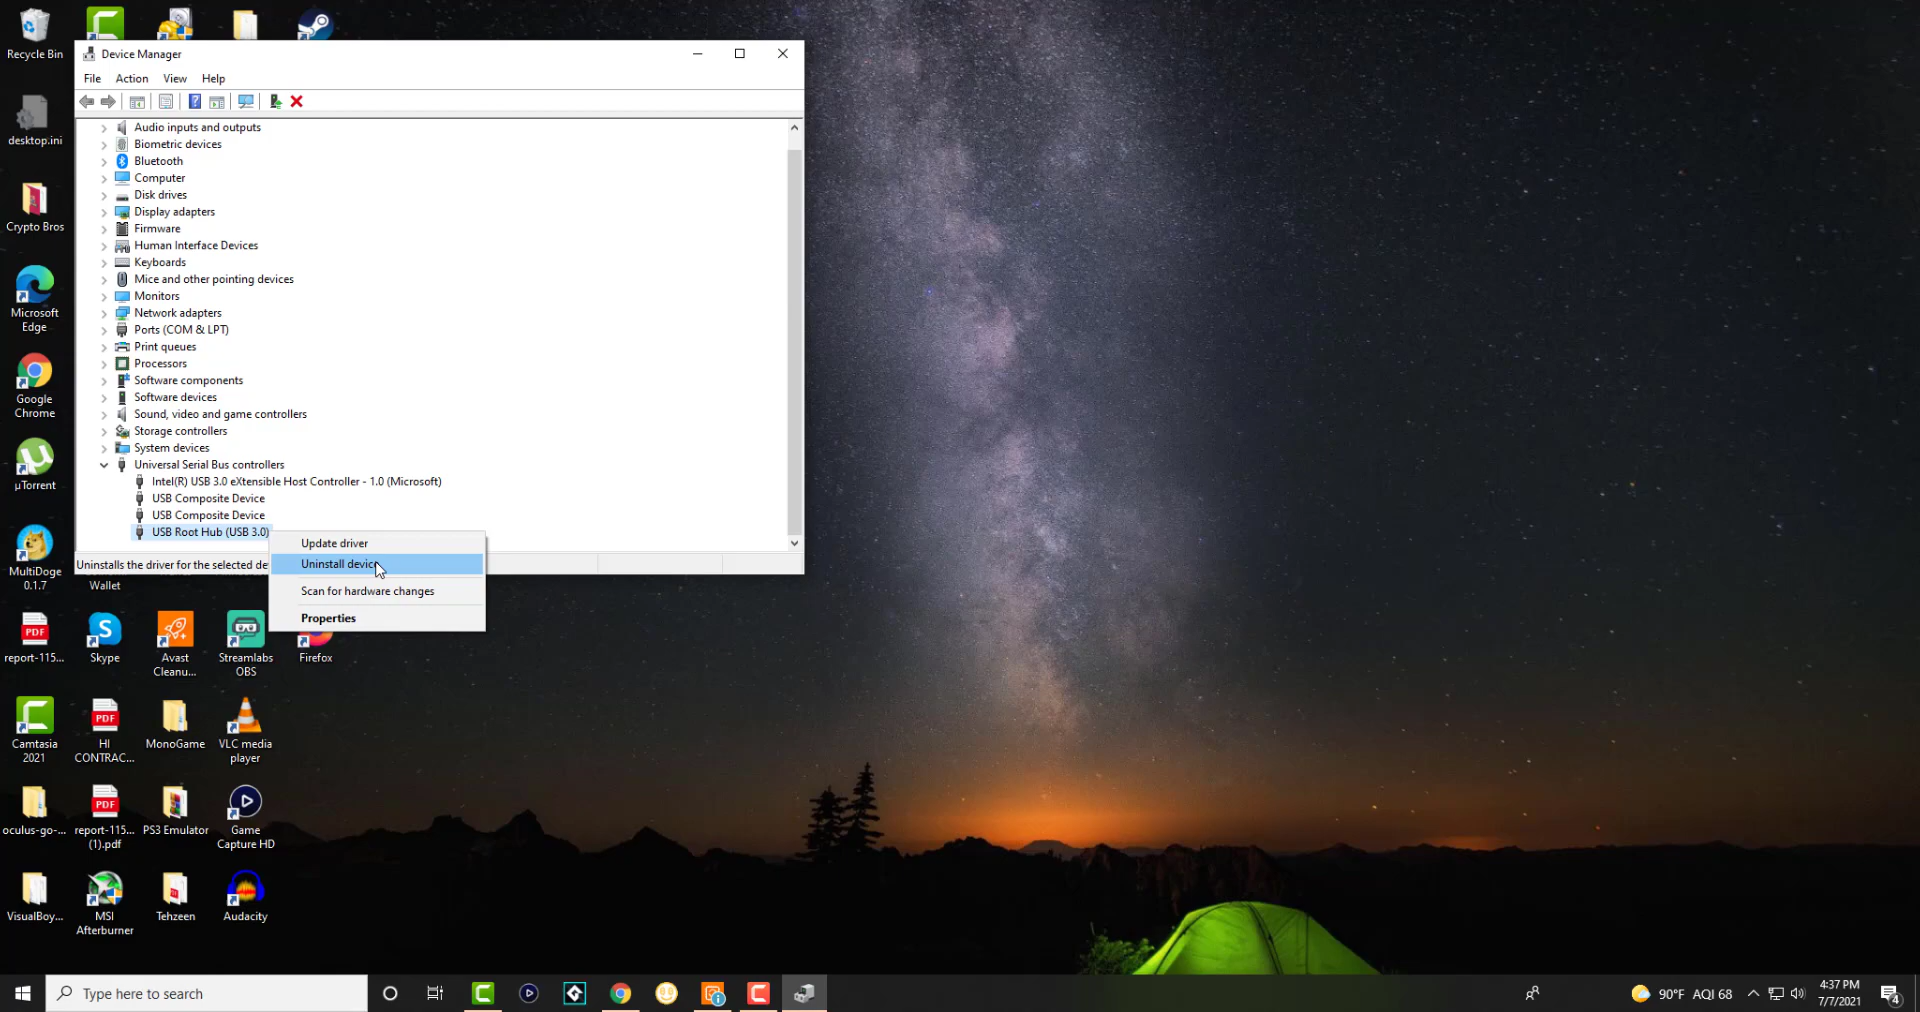 Recycle Bin
desktop.ini
Crypto Bros
Microsoft
Edge
Google
Chrome
µTorrent
MultiDoge
0.1.7
Wallet
Device Manager
File Action View Help
Audio inputs and outputs
Biometric devices
Bluetooth
Computer
Disk drives
Display adapters
Firmware
Human Interface Devices
Keyboards
Mice and other pointing devices
Monitors
Network adapters
Ports (COM & LPT)
Print queues
Processors
Software components
Software devices
Sound, video and game controllers
Storage controllers
System devices
Universal Serial Bus controllers
Intel(R) USB 3.0 eXtensible Host Controller - 1.0 (Microsoft)
USB Composite Device
USB Composite Device
USB Root Hub (USB 3.0)
Uninstalls the driver for the selected de
Update driver
Uninstall device
Scan for hardware changes
Properties
PDF
report-115...
Skype
Avast
Cleanu...
Streamlabs
OBS
Firefox
Camtasia
2021
PDF
HI
CONTRAC...
MonoGame
VLC media
player
oculus-go-...
PDF
report-115...
(1).pdf
PS3 Emulator
Game
Capture HD
VisualBoy...
MSI
Afterburner
Tehzeen
Audacity
Type here to search
90°F AQI 68
4:37 PM
7/7/2021
4